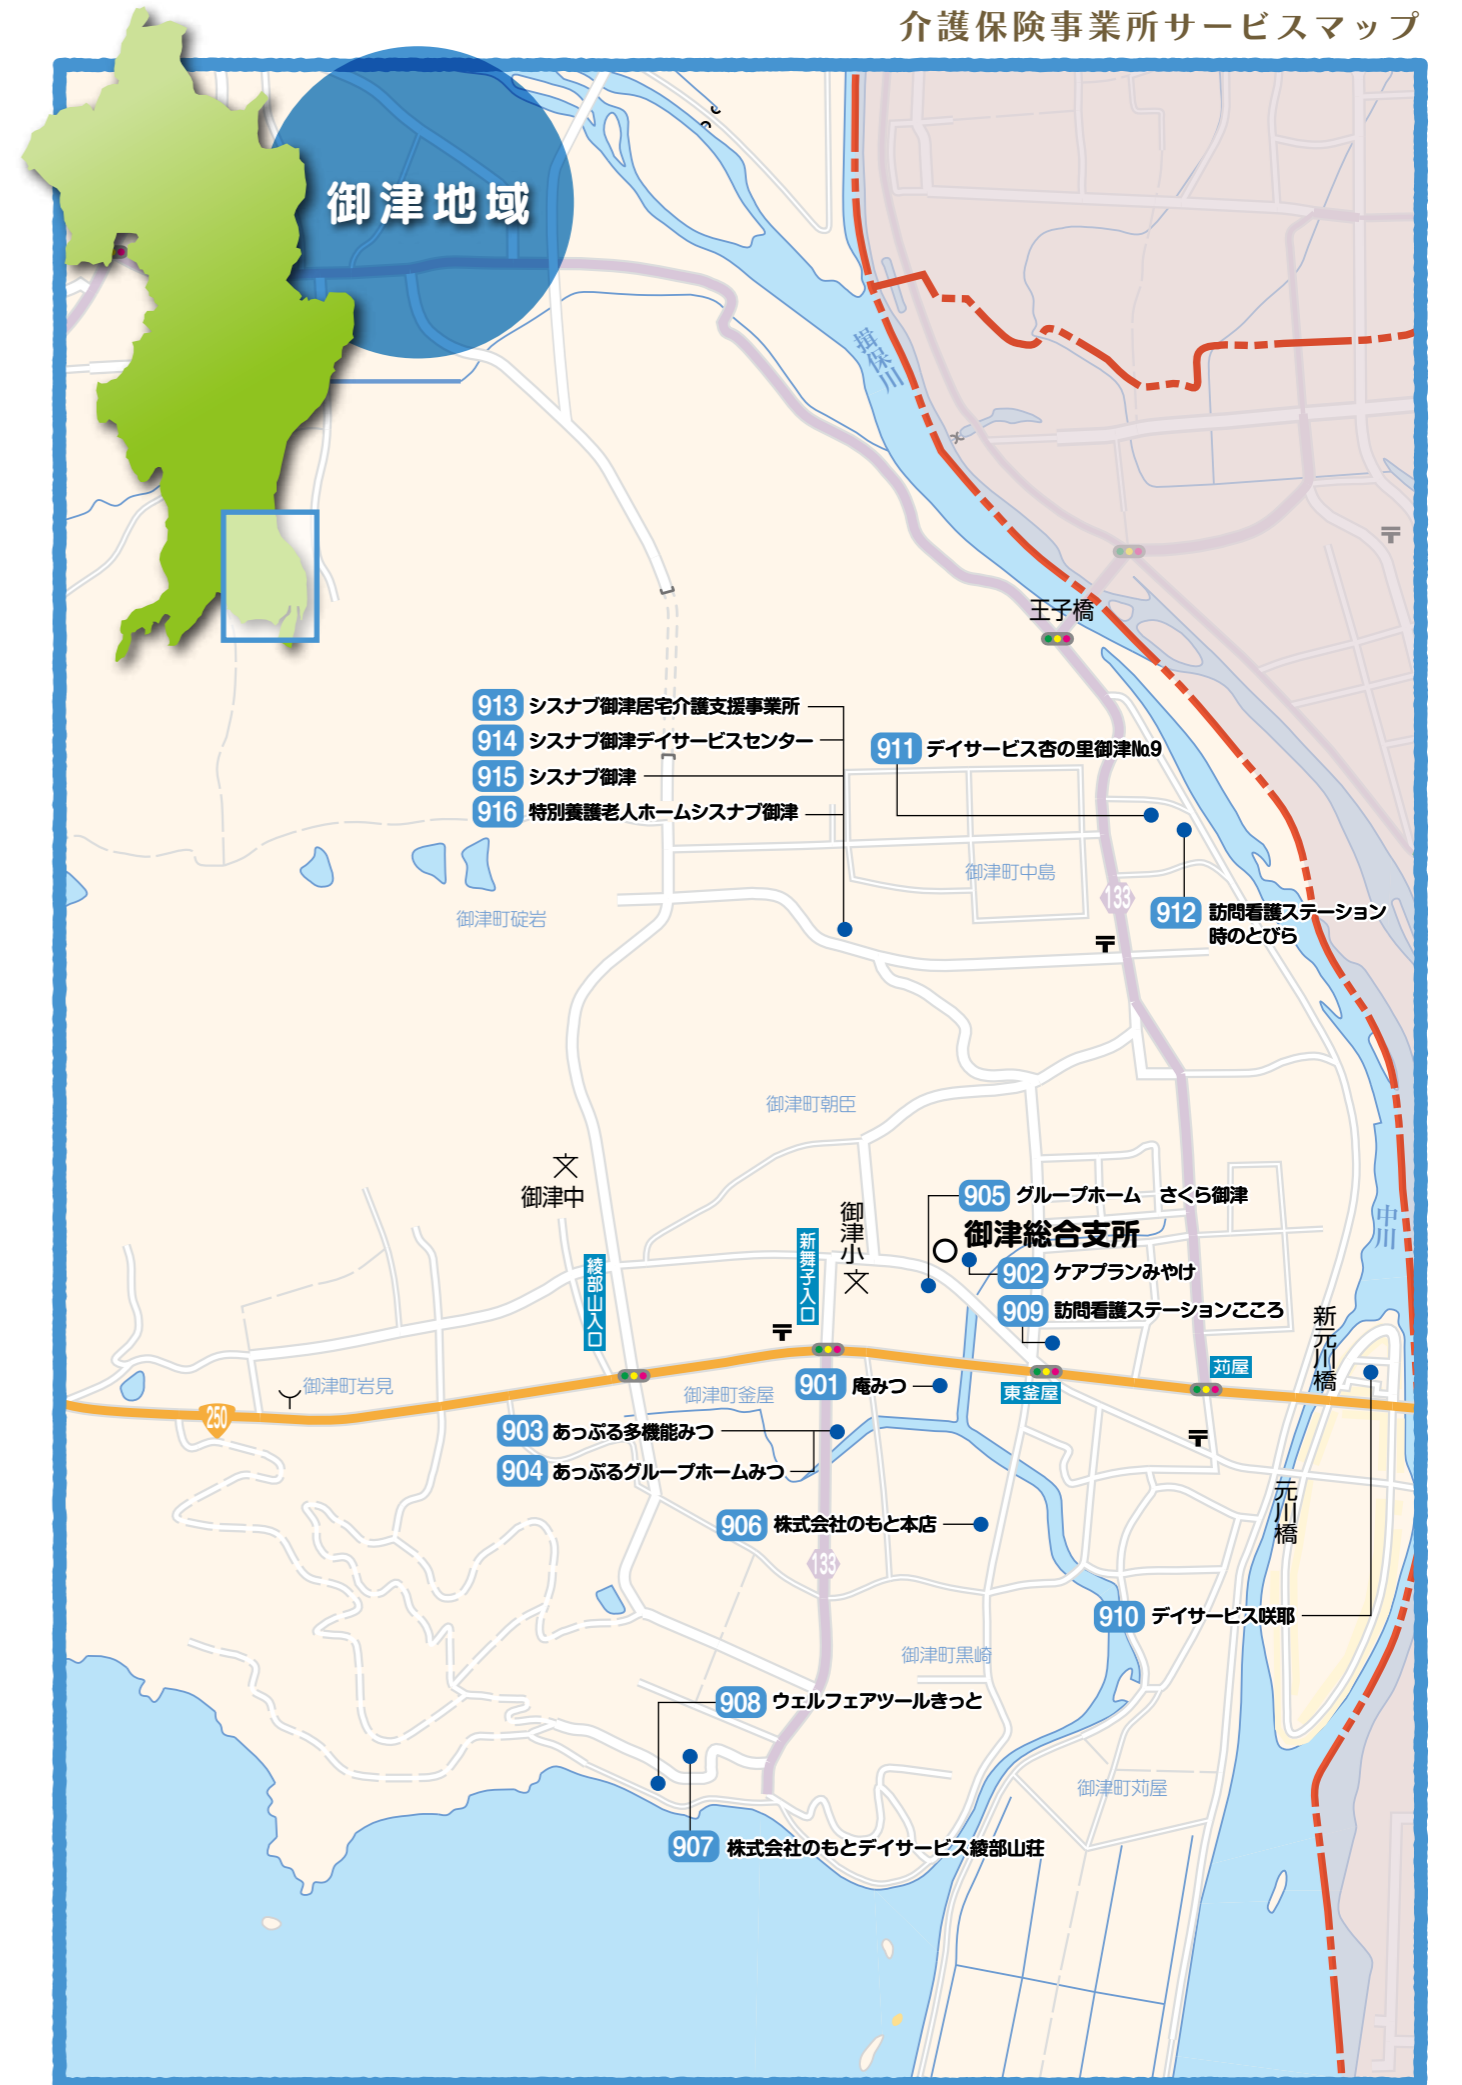 介護保険事業所サービスマップ
御津地域
揖保川
王子橋
913 シスナブ御津居宅介護支援事業所
914 シスナブ御津デイサービスセンター
915 シスナブ御津
916 特別養護老人ホームシスナブ御津
911 デイサービス杏の里御津№9
御津町中島
133
912 訪問看護ステーション
時のとびら
御津町碇岩
御津町朝臣
御津中
御津小
905 グループホーム　さくら御津
御津総合支所
902 ケアプランみやけ
909 訪問看護ステーションこころ
中川
綾部山入口
新舞子入口
新元川橋
苅屋
東釜屋
御津町岩見
250
御津町釜屋
901 庵みつ
903 あっぷる多機能みつ
904 あっぷるグループホームみつ
元川橋
906 株式会社のもと本店
133
910 デイサービス咲耶
御津町黒崎
908 ウェルフェアツールきっと
御津町苅屋
907 株式会社のもとデイサービス綾部山荘